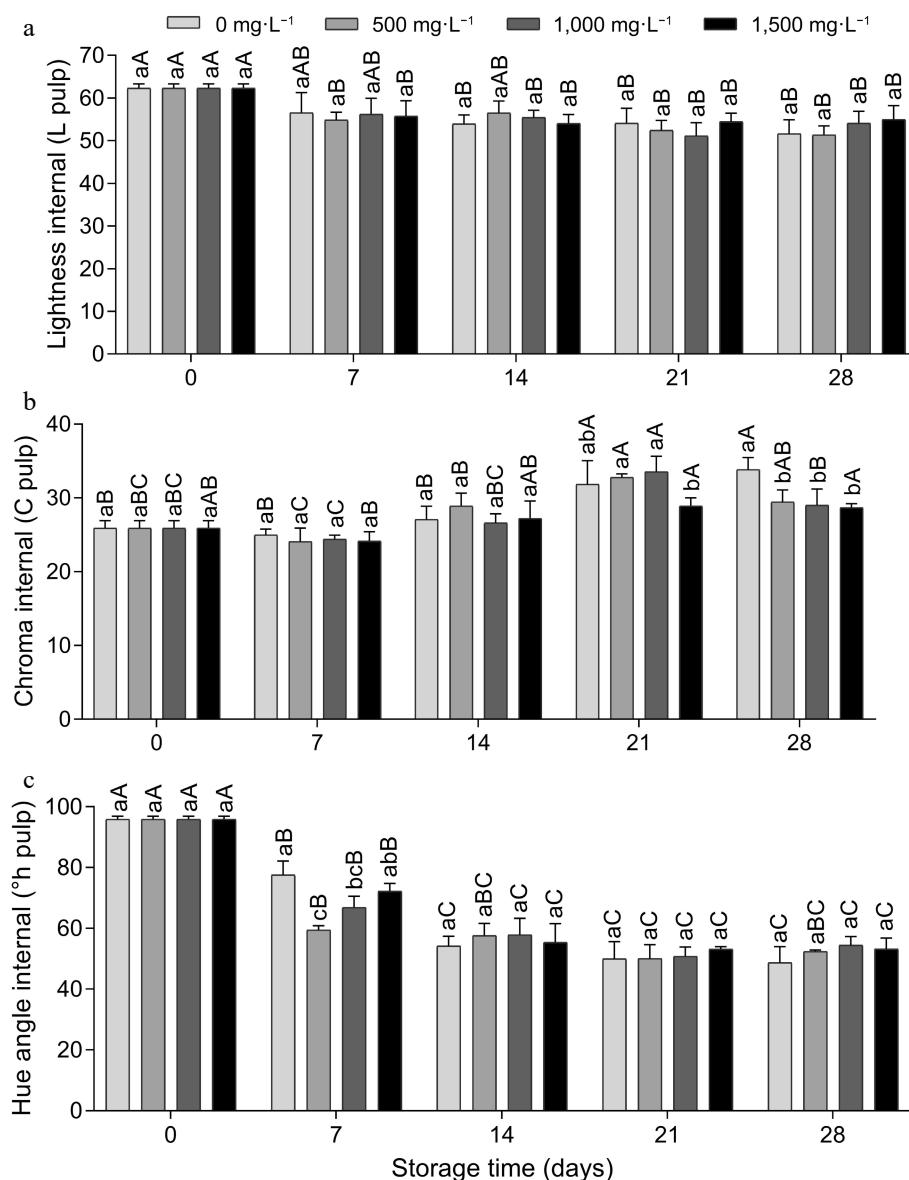 a
0 mg·L⁻¹ 500 mg·L⁻¹ 1,000 mg·L⁻¹ 1,500 mg·L⁻¹
Lightness internal (L pulp)
70
60
50
40
30
20
10
0
aA aA aA aA aAB aB aAB aB aB aAB aB aB aB aB aB aB aB aB aB aB
0 7 14 21 28
b
Chroma internal (C pulp)
40
30
20
10
0
aB aBC aBC aAB aB aC aC aB aB aB aBC aAB abA aA aA bA aA bAB bB bA
0 7 14 21 28
c
Hue angle internal (°h pulp)
100
80
60
40
20
0
aA aA aA aA aB cB bcB abB aC aBC aC aC aC aC aC aC aC aBC aC aC
0 7 14 21 28
Storage time (days)